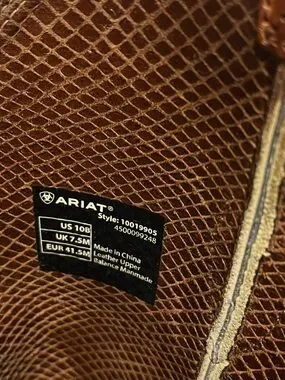 ARIAT®
Style: 10019905
4500099248
US 10B
UK 7.5M
EUR 41.5M
Made in China
Leather Upper
Balance Manmade